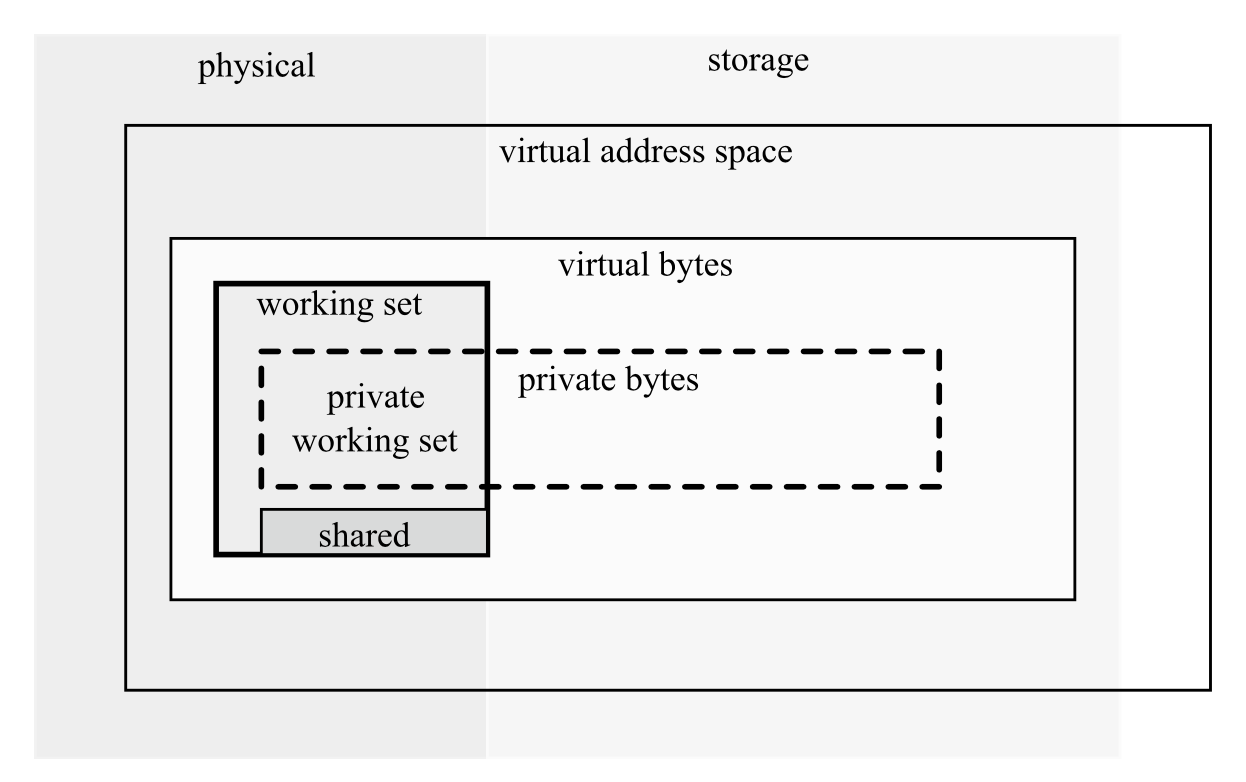 physical
storage
virtual address space
virtual bytes
working set
private bytes
private
working set
shared